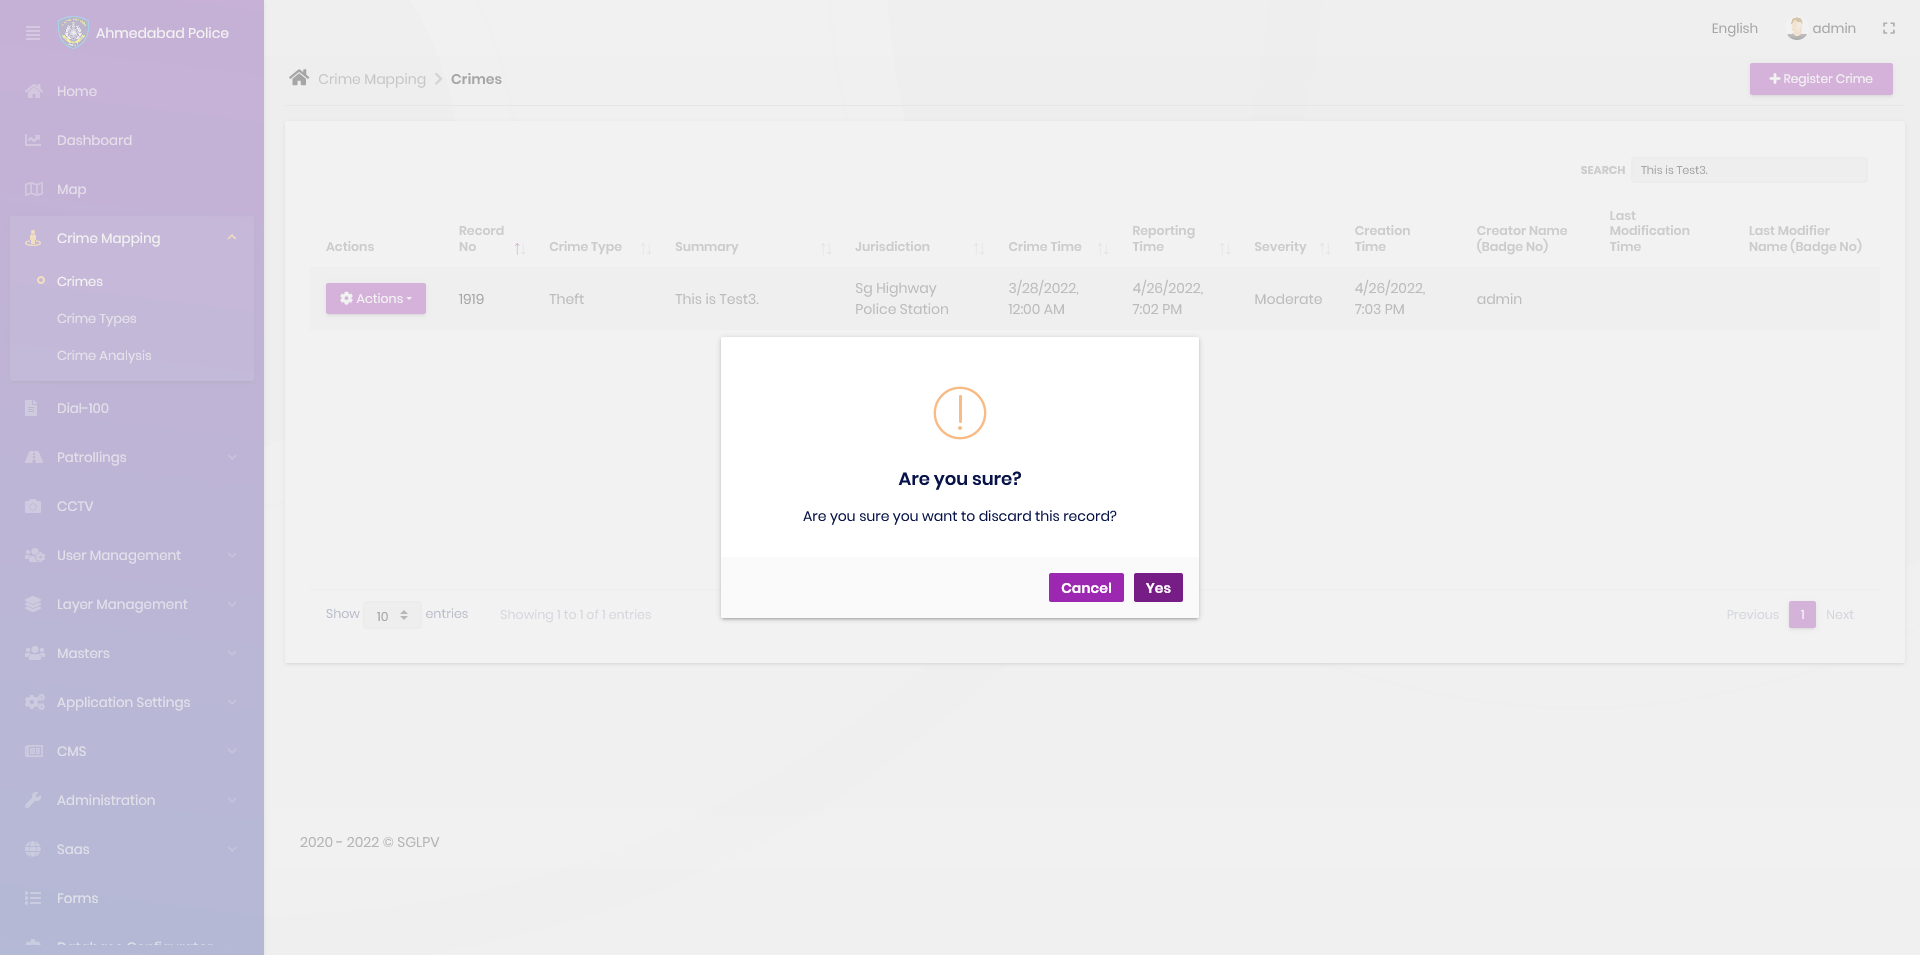 Ahmedabad Police
Home
Dashboard
Map
Crime Mapping
Crimes
Crime Types
Crime Analysis
Dial-100
Patrollings
CCTV
User Management
Layer Management
Masters
Application Settings
CMS
Administration
Saas
Forms
Database Configurator
English
admin
Crime Mapping > Crimes
Register Crime
SEARCH This is Test3.
Actions
Record No
Crime Type
Summary
Jurisdiction
Crime Time
Reporting Time
Severity
Creation Time
Creator Name (Badge No)
Last Modification Time
Last Modifier Name (Badge No)
Actions
1919
Theft
This is Test3.
Sg Highway Police Station
3/28/2022, 12:00 AM
4/26/2022, 7:02 PM
Moderate
4/26/2022, 7:03 PM
admin
Are you sure?
Are you sure you want to discard this record?
Cancel
Yes
Show 10 entries
Showing 1 to 1 of 1 entries
Previous 1 Next
2020 - 2022 © SGLPV